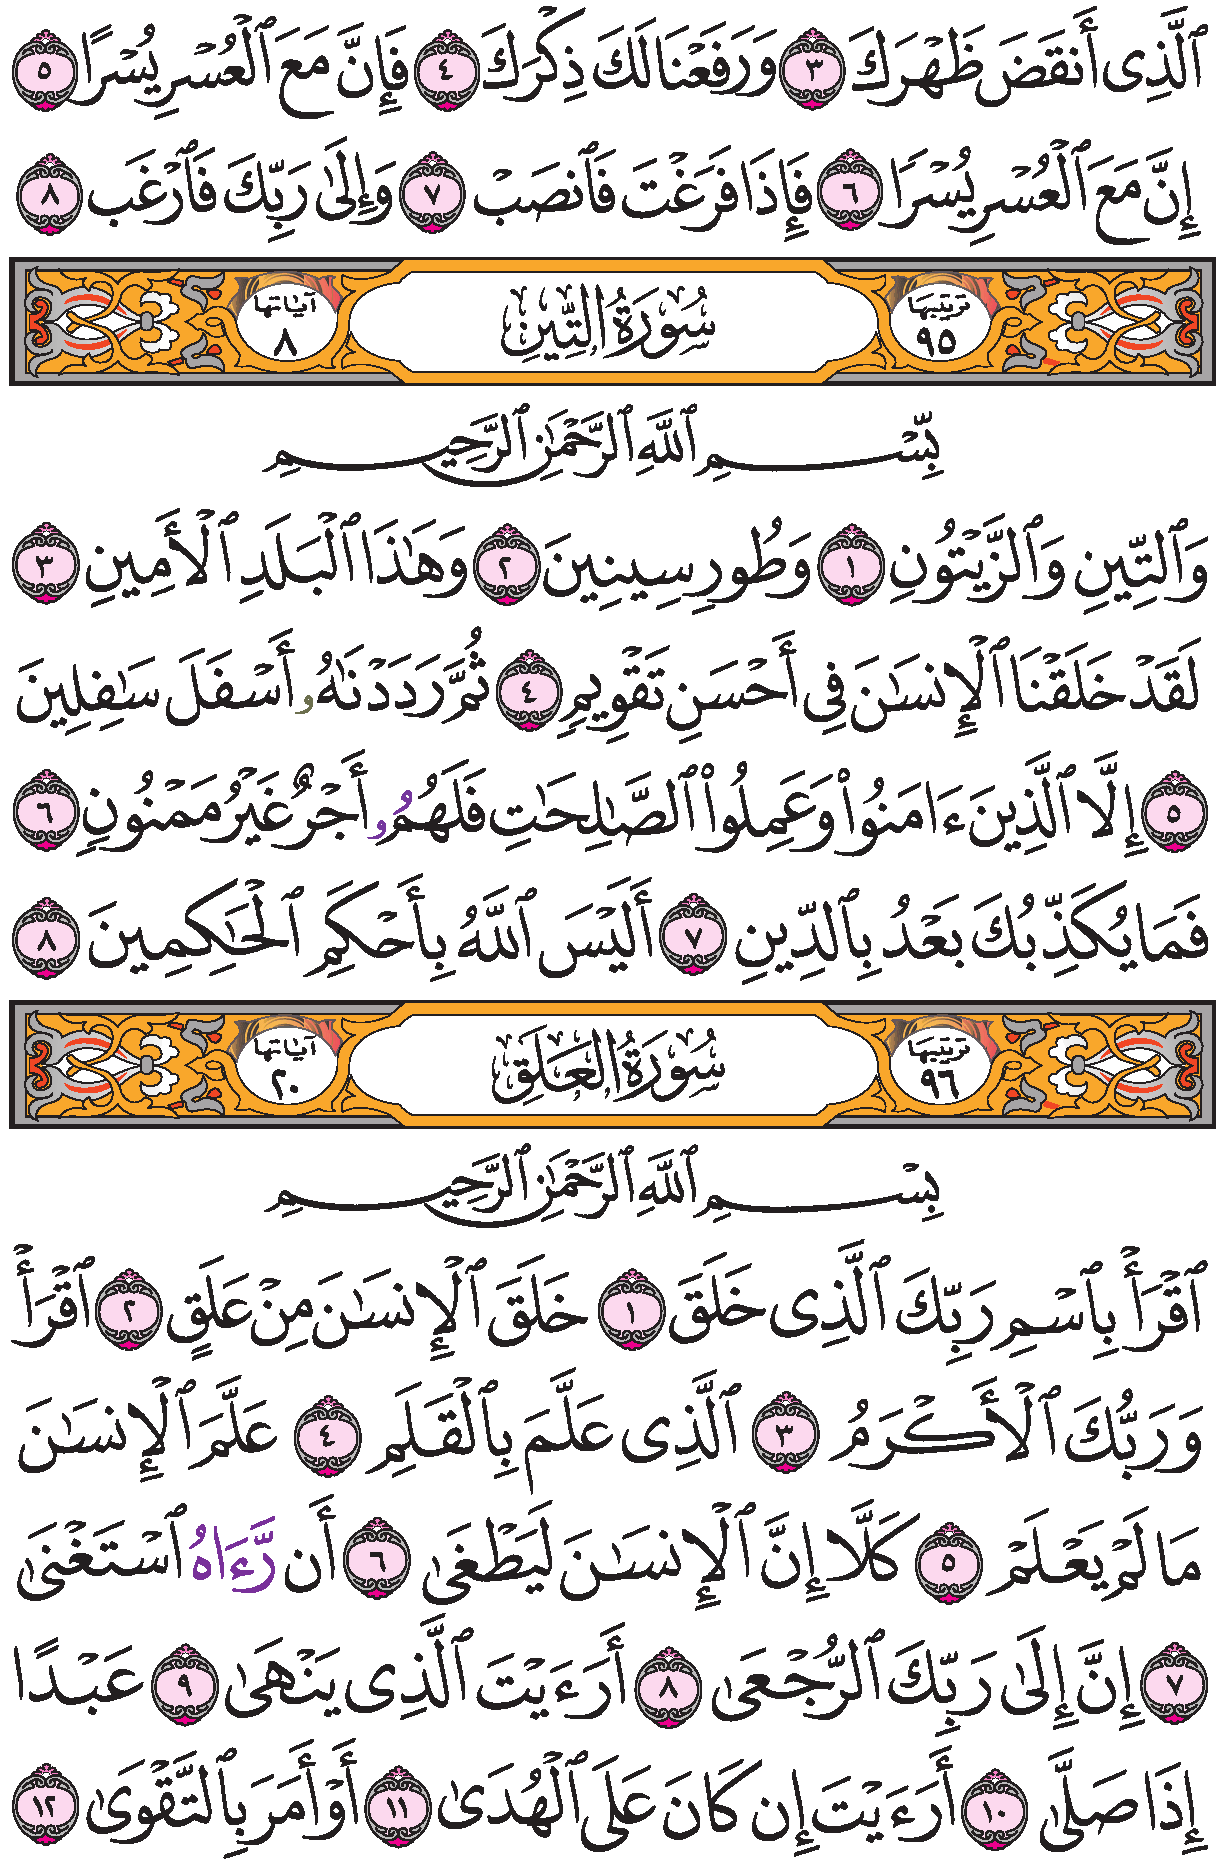 ٱلَّذِى أَنقَضَ ظَهْرَكَ ٣ وَرَفَعْنَا لَكَ ذِكْرَكَ ٤ فَإِنَّ مَعَ ٱلْعُسْرِ يُسْرًا ٥
إِنَّ مَعَ ٱلْعُسْرِ يُسْرًا ٦ فَإِذَا فَرَغْتَ فَٱنصَبْ ٧ وَإِلَىٰ رَبِّكَ فَٱرْغَب ٨
ترتيبها ٩٥ سُورَةُ التِّينِ آياتها ٨
بِّسْمِ ٱللَّهِ ٱلرَّحْمَٰنِ ٱلرَّحِيمِ
وَٱلتِّينِ وَٱلزَّيْتُونِ ١ وَطُورِ سِينِينَ ٢ وَهَٰذَا ٱلْبَلَدِ ٱلْأَمِينِ ٣
لَقَدْ خَلَقْنَا ٱلْإِنسَٰنَ فِى أَحْسَنِ تَقْوِيمٍ ٤ ثُمَّ رَدَدْنَٰهُۥ أَسْفَلَ سَٰفِلِينَ
٥ إِلَّا ٱلَّذِينَ ءَامَنُوا۟ وَعَمِلُوا۟ ٱلصَّٰلِحَٰتِ فَلَهُمُۥ أَجْرٌ غَيْرُ مَمْنُونٍ ٦
فَمَا يُكَذِّبُكَ بَعْدُ بِٱلدِّينِ ٧ أَلَيْسَ ٱللَّهُ بِأَحْكَمِ ٱلْحَٰكِمِينَ ٨
ترتيبها ٩٦ سُورَةُ العَلَقِ آياتها ٢٠
بِسْمِ ٱللَّهِ ٱلرَّحْمَٰنِ ٱلرَّحِيمِ
ٱقْرَأْ بِٱسْمِ رَبِّكَ ٱلَّذِى خَلَقَ ١ خَلَقَ ٱلْإِنسَٰنَ مِنْ عَلَقٍ ٢ ٱقْرَأْ
وَرَبُّكَ ٱلْأَكْرَمُ ٣ ٱلَّذِى عَلَّمَ بِٱلْقَلَمِ ٤ عَلَّمَ ٱلْإِنسَٰنَ
مَا لَمْ يَعْلَمْ ٥ كَلَّا إِنَّ ٱلْإِنسَٰنَ لَيَطْغَىٰ ٦ أَن رَّءَاهُ ٱسْتَغْنَىٰ
٧ إِنَّ إِلَىٰ رَبِّكَ ٱلرُّجْعَىٰ ٨ أَرَءَيْتَ ٱلَّذِى يَنْهَىٰ ٩ عَبْدًا
إِذَا صَلَّىٰ ١٠ أَرَءَيْتَ إِن كَانَ عَلَى ٱلْهُدَىٰ ١١ أَوْ أَمَرَ بِٱلتَّقْوَىٰ ١٢